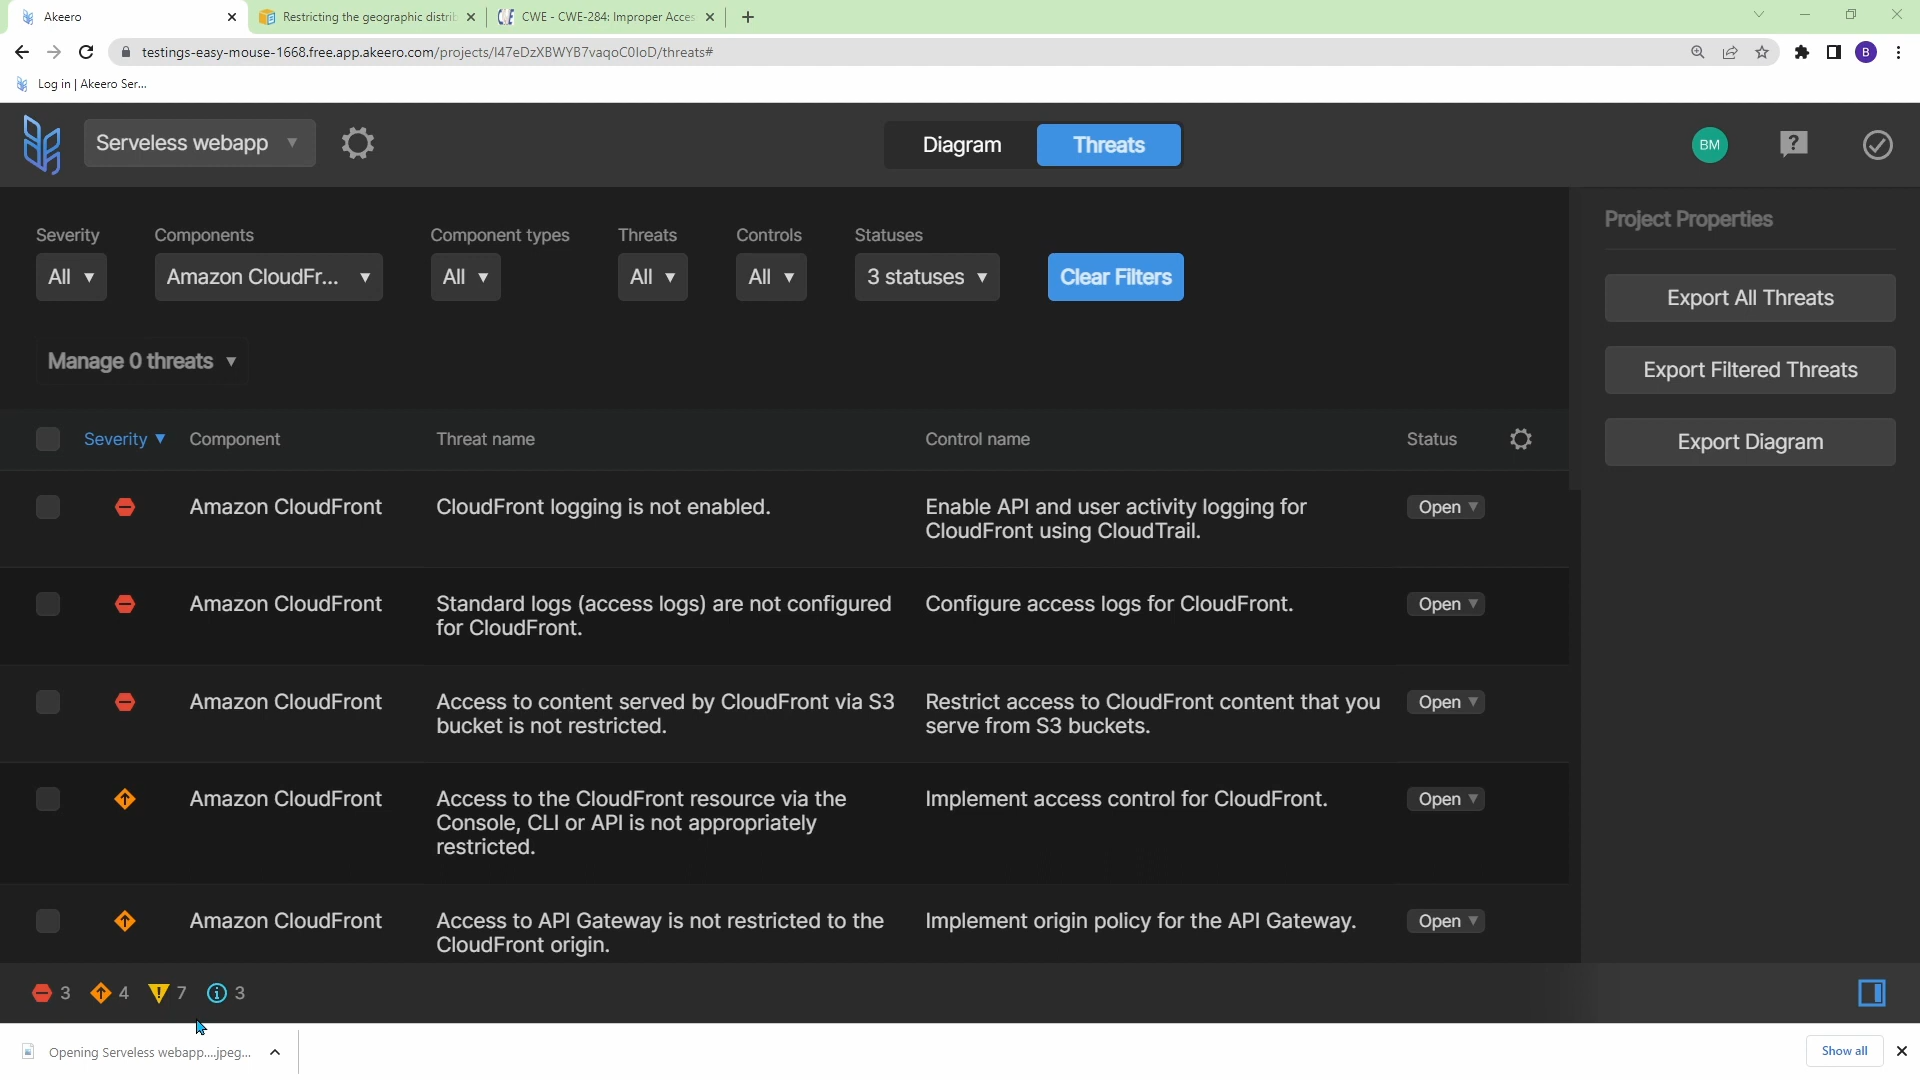 Akeero
Restricting the geographic distrib
CWE - CWE-284: Improper Acces
testings-easy-mouse-1668.free.app.akeero.com/projects/I47eDzXBWYB7vaqoC0IoD/threats#
B
Log in | Akeero Ser...
Serveless webapp
Diagram
Threats
BM
Severity
Components
Component types
Threats
Controls
Statuses
All
Amazon CloudFr...
All
All
All
3 statuses
Clear Filters
Manage 0 threats
Severity
Component
Threat name
Control name
Status
Amazon CloudFront
CloudFront logging is not enabled.
Enable API and user activity logging for
CloudFront using CloudTrail.
Open
Amazon CloudFront
Standard logs (access logs) are not configured
for CloudFront.
Configure access logs for CloudFront.
Open
Amazon CloudFront
Access to content served by CloudFront via S3
bucket is not restricted.
Restrict access to CloudFront content that you
serve from S3 buckets.
Open
Amazon CloudFront
Access to the CloudFront resource via the
Console, CLI or API is not appropriately
restricted.
Implement access control for CloudFront.
Open
Amazon CloudFront
Access to API Gateway is not restricted to the
CloudFront origin.
Implement origin policy for the API Gateway.
Open
Project Properties
Export All Threats
Export Filtered Threats
Export Diagram
3
4
7
3
Opening Serveless webapp....jpeg...
Show all